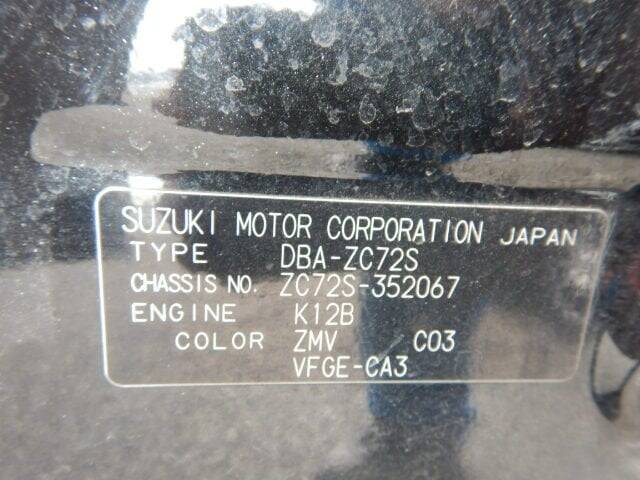 SUZUKI MOTOR CORPORATION JAPAN
TYPE DBA-ZC72S
CHASSIS NO. ZC72S-352067
ENGINE K12B
COLOR ZMV C03
VFGE-CA3